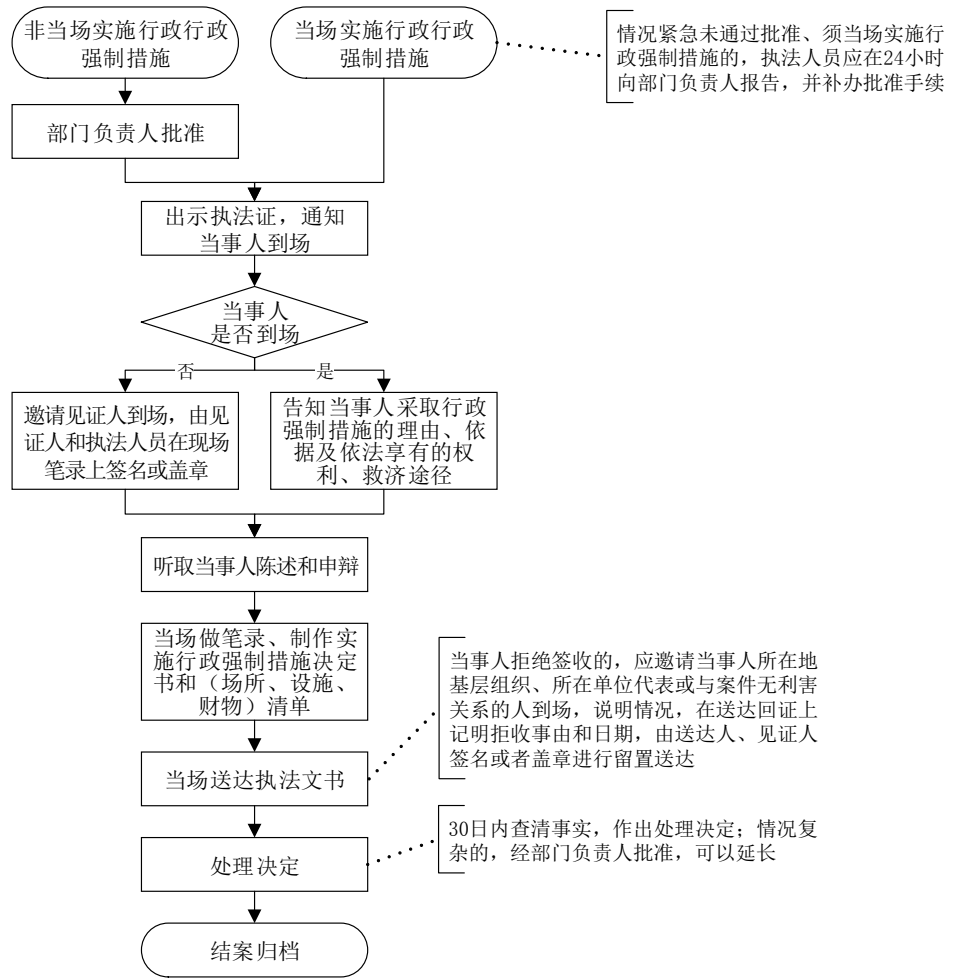 非当场实施行政行政
强制措施
当场实施行政行政
强制措施
情况紧急未通过批准、须当场实施行
政强制措施的，执法人员应在24小时
向部门负责人报告，并补办批准手续
部门负责人批准
出示执法证，通知
当事人到场
当事人
是否到场
否
是
邀请见证人到场，由见
证人和执法人员在现场
笔录上签名或盖章
告知当事人采取行政
强制措施的理由、依
据及依法享有的权
利、救济途径
听取当事人陈述和申辩
当场做笔录、制作实
施行政强制措施决定
书和（场所、设施、
财物）清单
当事人拒绝签收的，应邀请当事人所在地
基层组织、所在单位代表或与案件无利害
关系的人到场，说明情况，在送达回证上
记明拒收事由和日期，由送达人、见证人
签名或者盖章进行留置送达
当场送达执法文书
30日内查清事实，作出处理决定；情况复
杂的，经部门负责人批准，可以延长
处理决定
结案归档